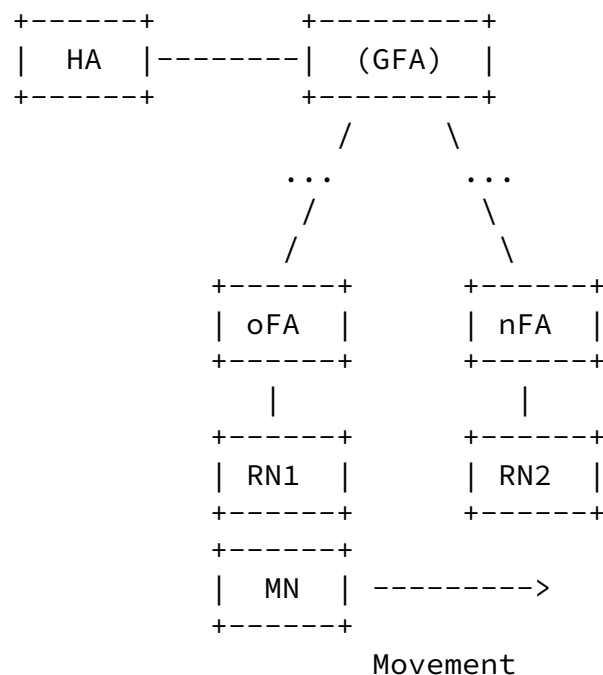 HA (GFA)
... ...
oFA nFA
RN1 RN2
MN
Movement